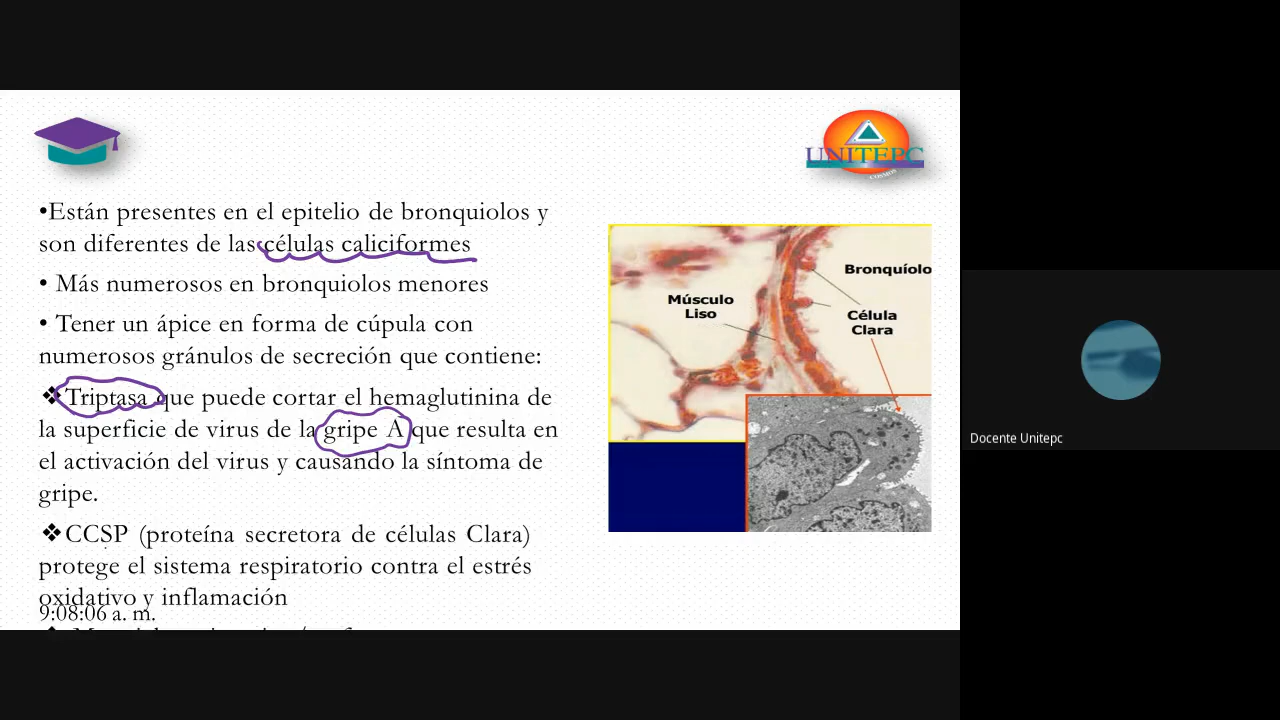 UNITEPC
COSMOS
•Están presentes en el epitelio de bronquiolos y
son diferentes de las células caliciformes
• Más numerosos en bronquiolos menores
• Tener un ápice en forma de cúpula con
numerosos gránulos de secreción que contiene:
❖Triptasa que puede cortar el hemaglutinina de
la superficie de virus de la gripe A que resulta en
el activación del virus y causando la síntoma de
gripe.
❖CCSP (proteína secretora de células Clara)
protege el sistema respiratorio contra el estrés
oxidativo y inflamación
9:08:06 a. m.
Bronquíolo
Músculo
Liso
Célula
Clara
Docente Unitepc